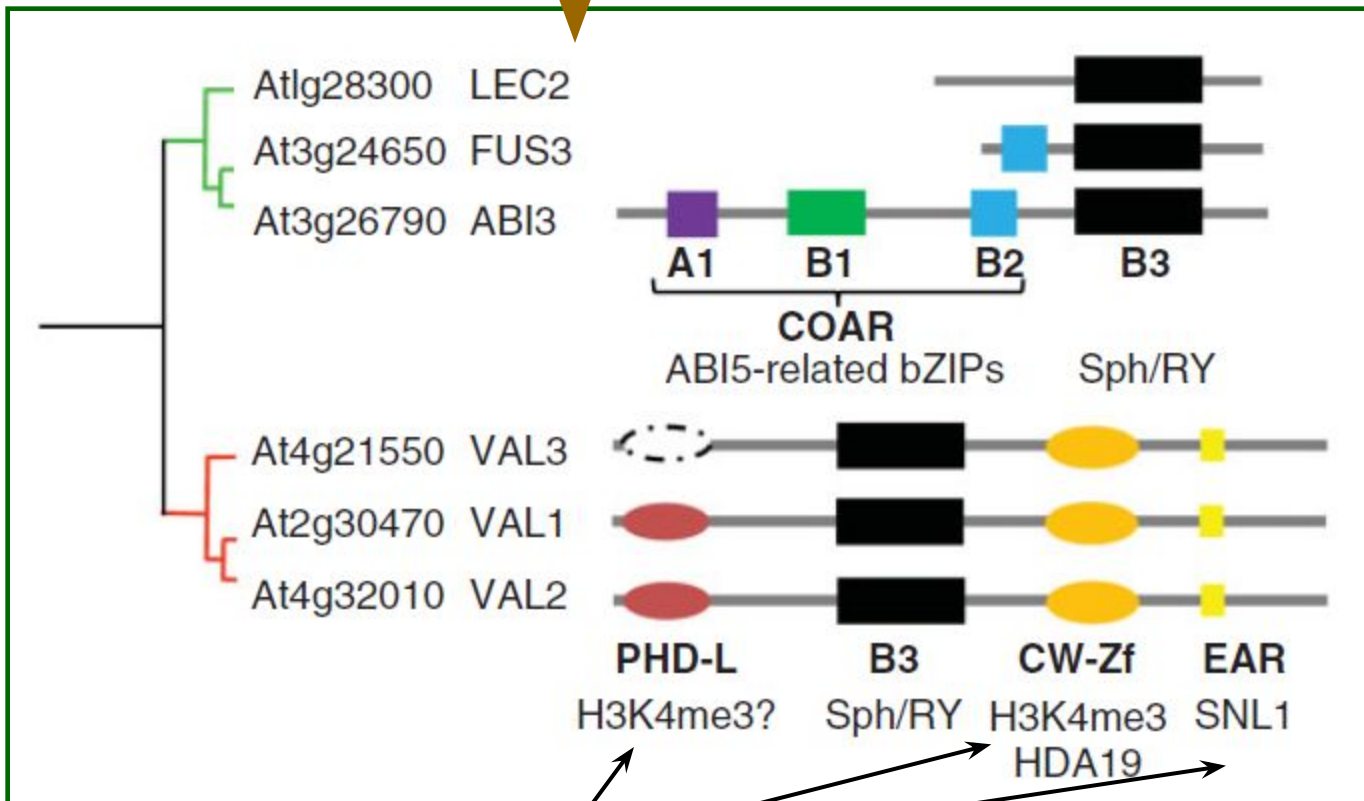 AtIg28300 LEC2
At3g24650 FUS3
At3g26790 ABI3
A1 B1 B2 B3
COAR
ABI5-related bZIPs Sph/RY
At4g21550 VAL3
At2g30470 VAL1
At4g32010 VAL2
PHD-L B3 CW-Zf EAR
H3K4me3? Sph/RY H3K4me3 SNL1
HDA19